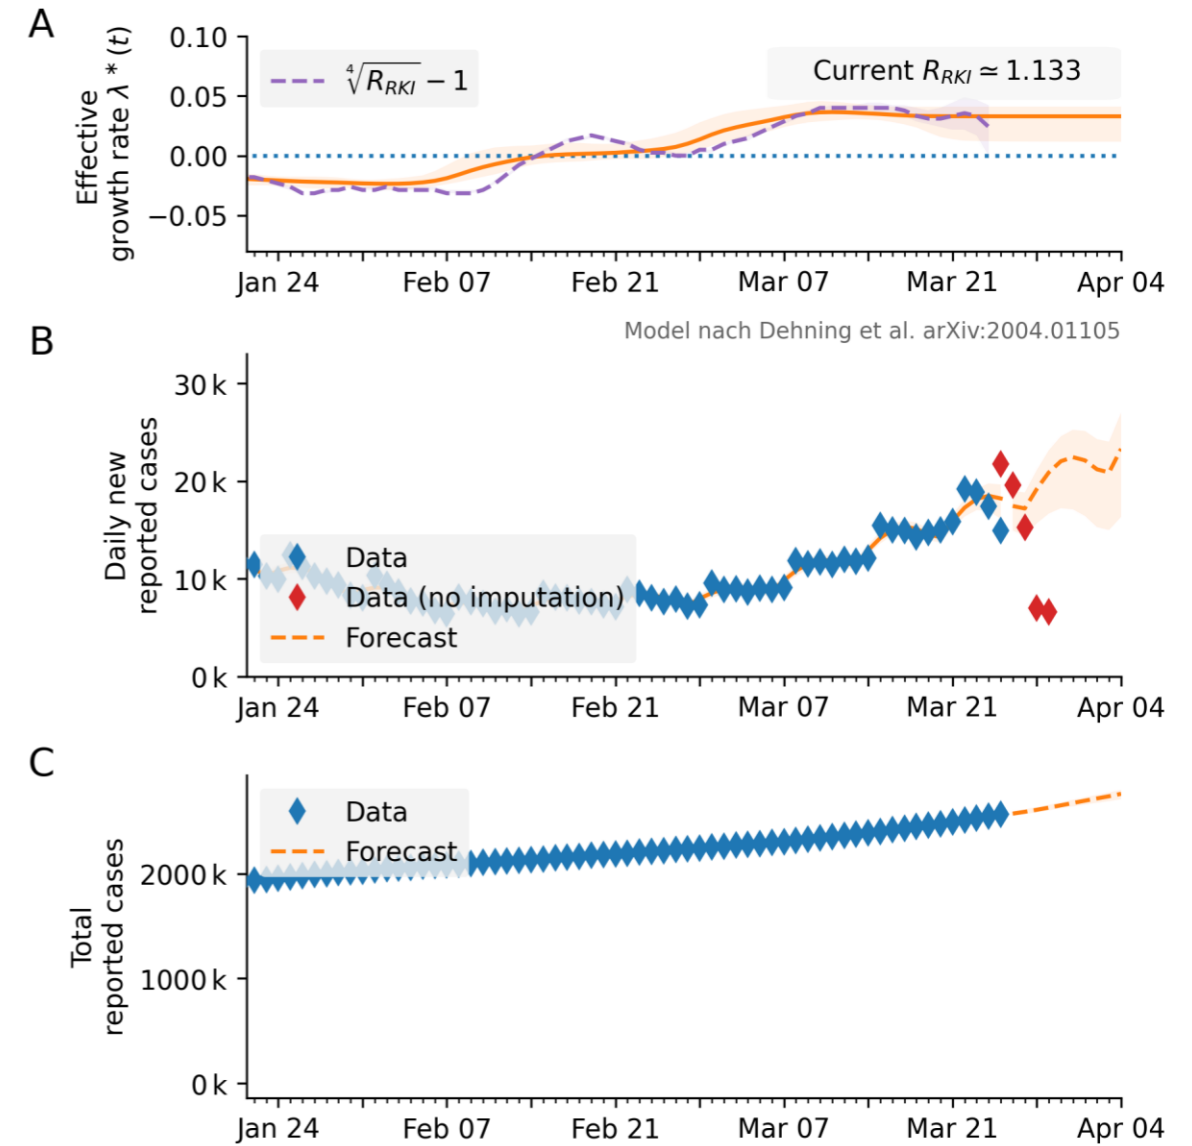 A
0.10
0.05
0.00
−0.05
Effective
growth rate λ * (t)
∜R_RKI − 1
Current R_RKI ≃ 1.133
Jan 24
Feb 07
Feb 21
Mar 07
Mar 21
Apr 04
B
Model nach Dehning et al. arXiv:2004.01105
30 k
20 k
10 k
0 k
Daily new
reported cases
Data
Data (no imputation)
Forecast
Jan 24
Feb 07
Feb 21
Mar 07
Mar 21
Apr 04
C
2000 k
1000 k
0 k
Total
reported cases
Data
Forecast
Jan 24
Feb 07
Feb 21
Mar 07
Mar 21
Apr 04